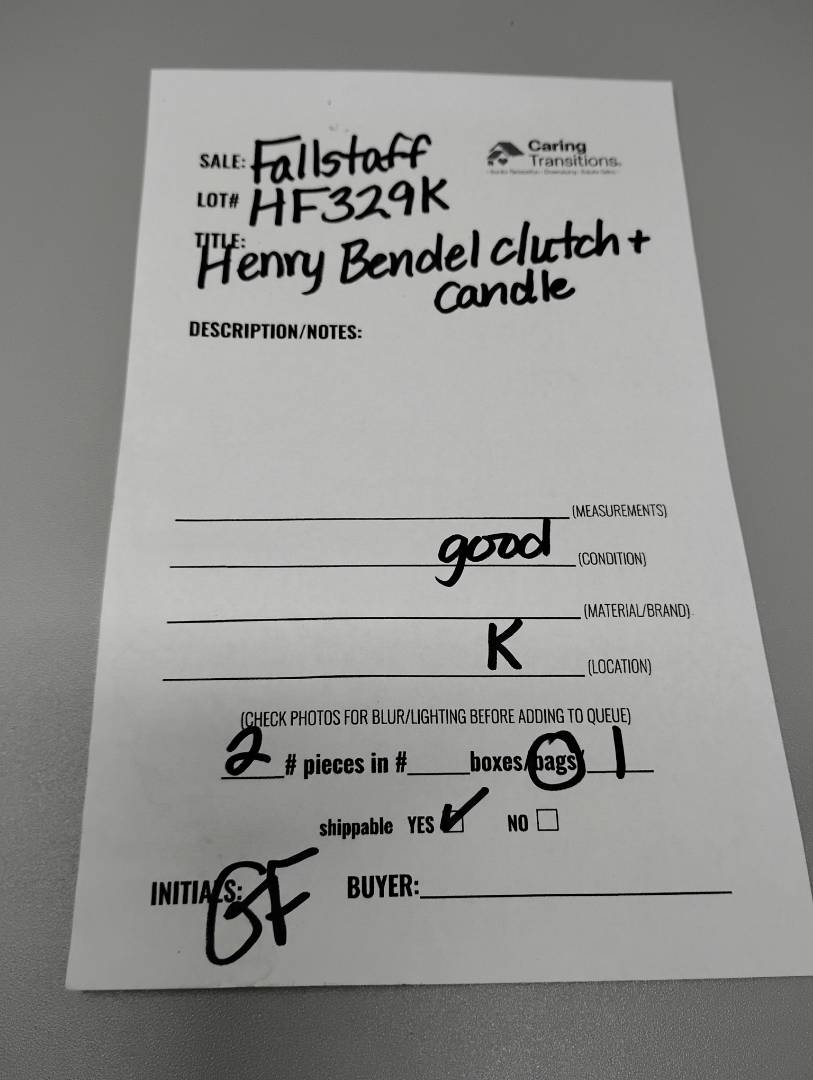 SALE: Fallstaff
Caring
Transitions.
LOT# HF329K
TITLE:
Henry Bendel clutch +
candle
DESCRIPTION/NOTES:
(MEASUREMENTS)
good (CONDITION)
(MATERIAL/BRAND)
K (LOCATION)
(CHECK PHOTOS FOR BLUR/LIGHTING BEFORE ADDING TO QUEUE)
2 # pieces in # boxes/bags/ 1
shippable YES NO
INITIALS: GF BUYER: